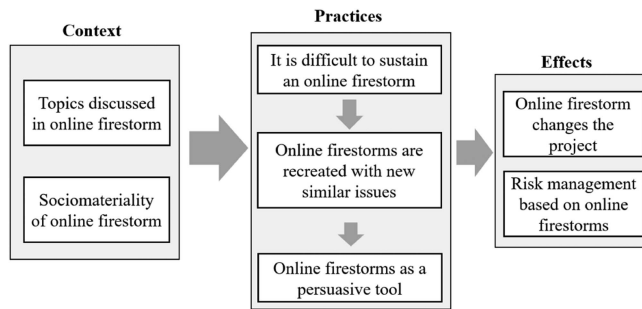 Context
Topics discussed
in online firestorm
Sociomateriality
of online firestorm
Practices
It is difficult to sustain
an online firestorm
Online firestorms are
recreated with new
similar issues
Online firestorms as a
persuasive tool
Effects
Online firestorm
changes the
project
Risk management
based on online
firestorms